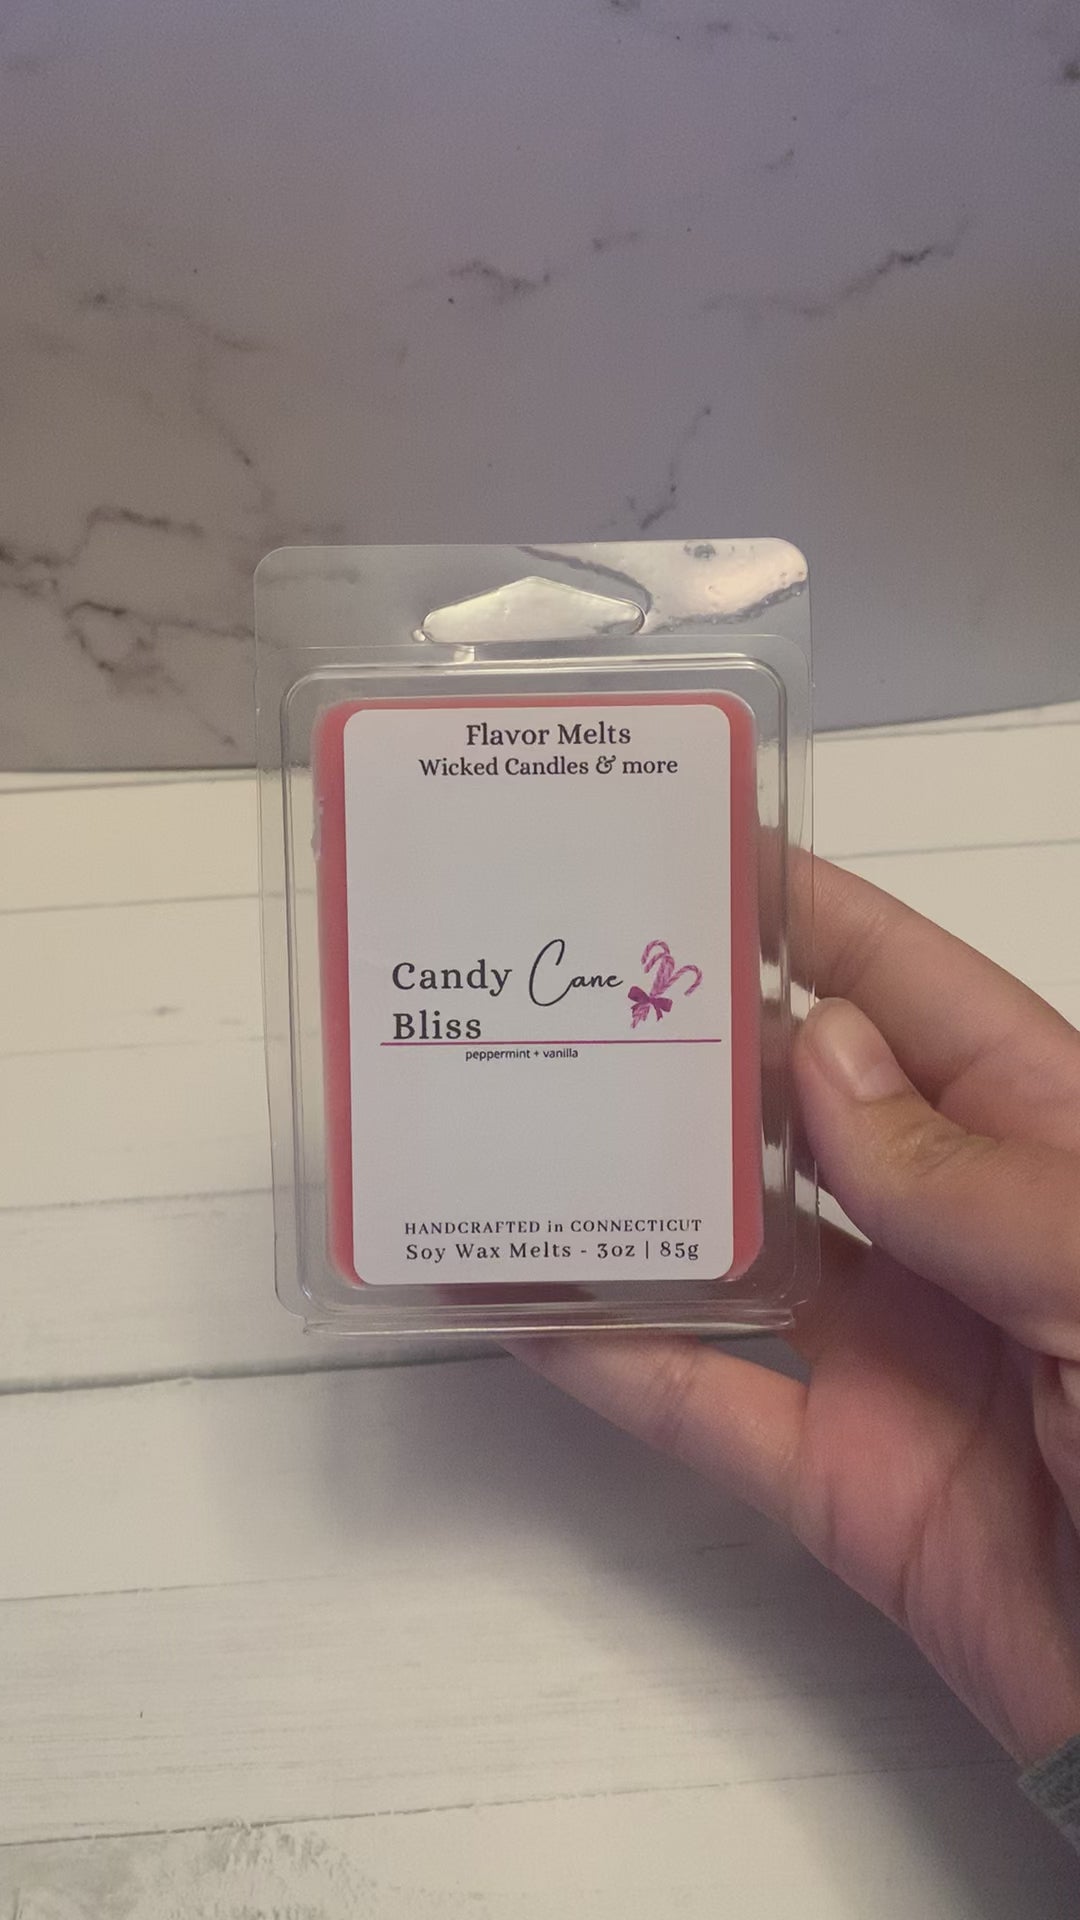 Flavor Melts
Wicked Candles & more
Candy Cane
Bliss
peppermint + vanilla
HANDCRAFTED in CONNECTICUT
Soy Wax Melts - 3oz | 85g